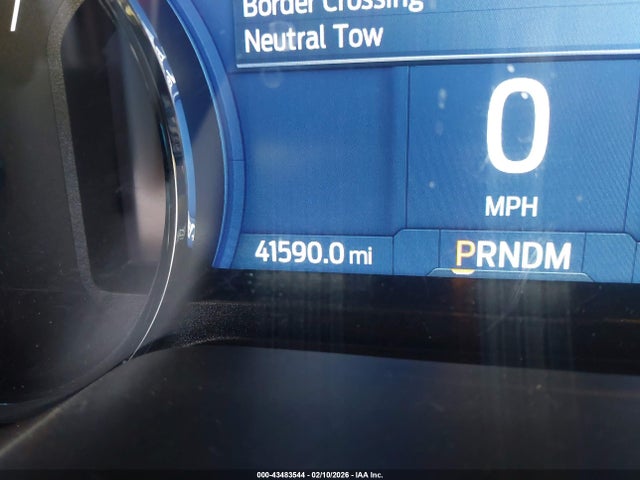 Border Crossing
Neutral Tow
0
MPH
41590.0 mi
PRNDM
000-43483544 - 02/10/2026 - IAA Inc.